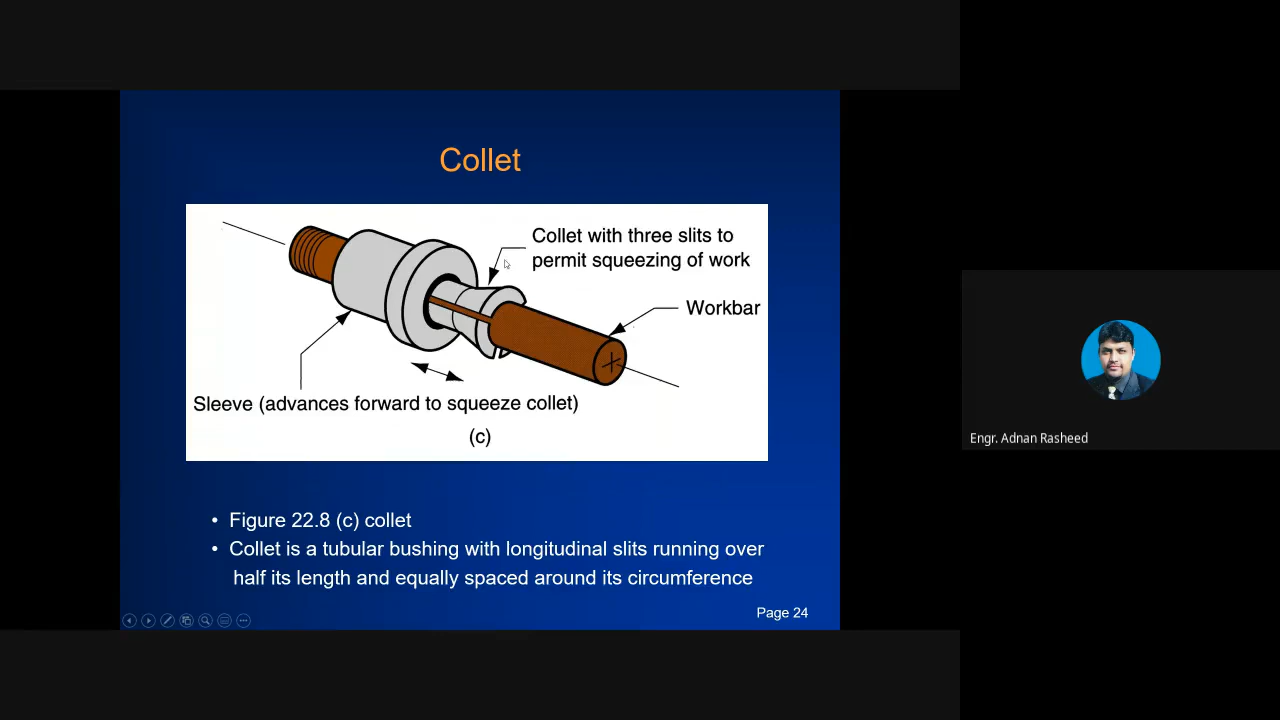 Collet
Collet with three slits to
permit squeezing of work
Workbar
Sleeve (advances forward to squeeze collet)
(c)
• Figure 22.8 (c) collet
• Collet is a tubular bushing with longitudinal slits running over
half its length and equally spaced around its circumference
Page 24
Engr. Adnan Rasheed